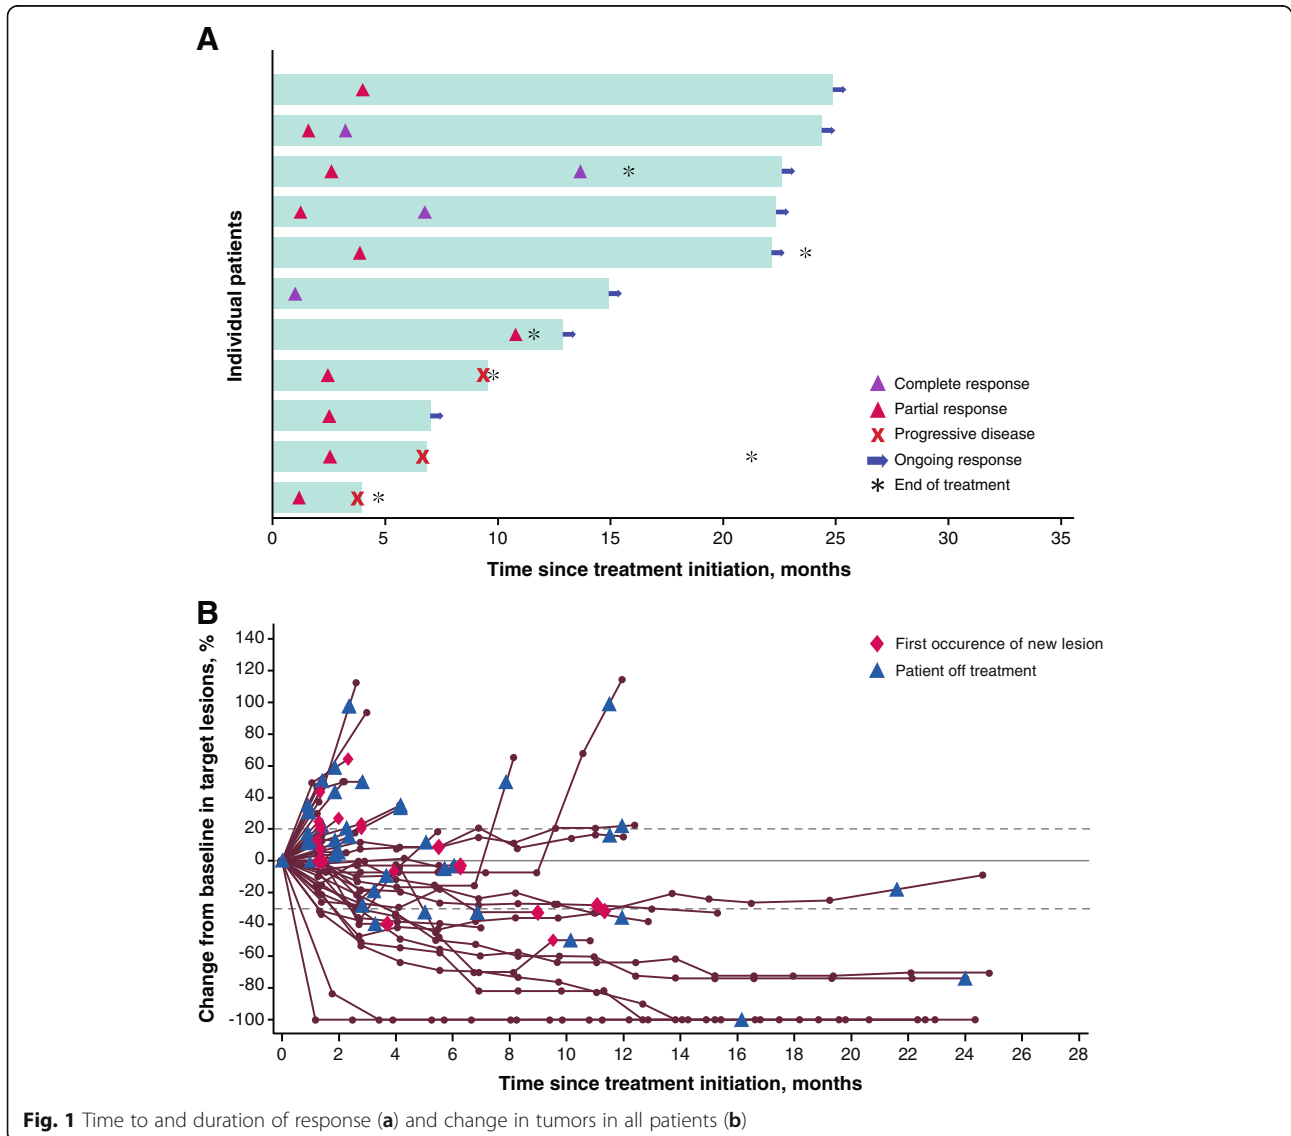 A
Individual patients
Complete response
Partial response
Progressive disease
Ongoing response
End of treatment
0 5 10 15 20 25 30 35
Time since treatment initiation, months
B
Change from baseline in target lesions, %
140
120
100
80
60
40
20
0
-20
-40
-60
-80
-100
First occurence of new lesion
Patient off treatment
0 2 4 6 8 10 12 14 16 18 20 22 24 26 28
Time since treatment initiation, months
Fig. 1 Time to and duration of response (a) and change in tumors in all patients (b)